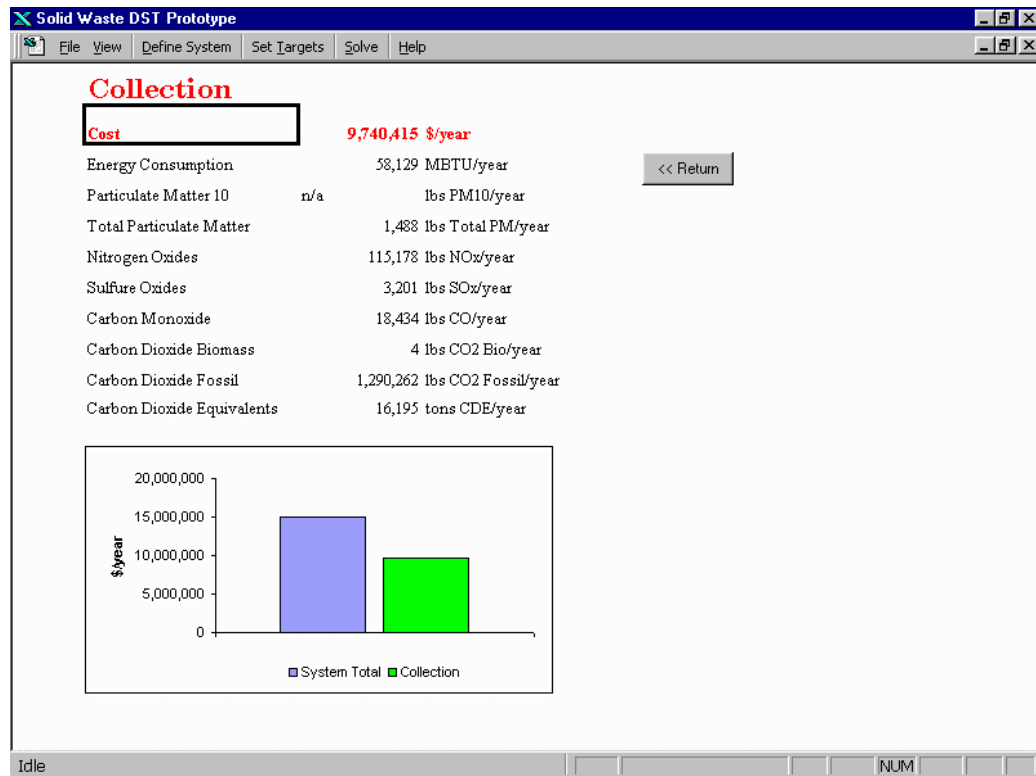 Solid Waste DST Prototype
File View Define System Set Targets Solve Help
Collection
Cost 9,740,415 $/year
Energy Consumption 58,129 MBTU/year
<< Return
Particulate Matter 10 n/a lbs PM10/year
Total Particulate Matter 1,488 lbs Total PM/year
Nitrogen Oxides 115,178 lbs NOx/year
Sulfure Oxides 3,201 lbs SOx/year
Carbon Monoxide 18,434 lbs CO/year
Carbon Dioxide Biomass 4 lbs CO2 Bio/year
Carbon Dioxide Fossil 1,290,262 lbs CO2 Fossil/year
Carbon Dioxide Equivalents 16,195 tons CDE/year
20,000,000
15,000,000
10,000,000
5,000,000
0
$/year
System Total Collection
Idle NUM